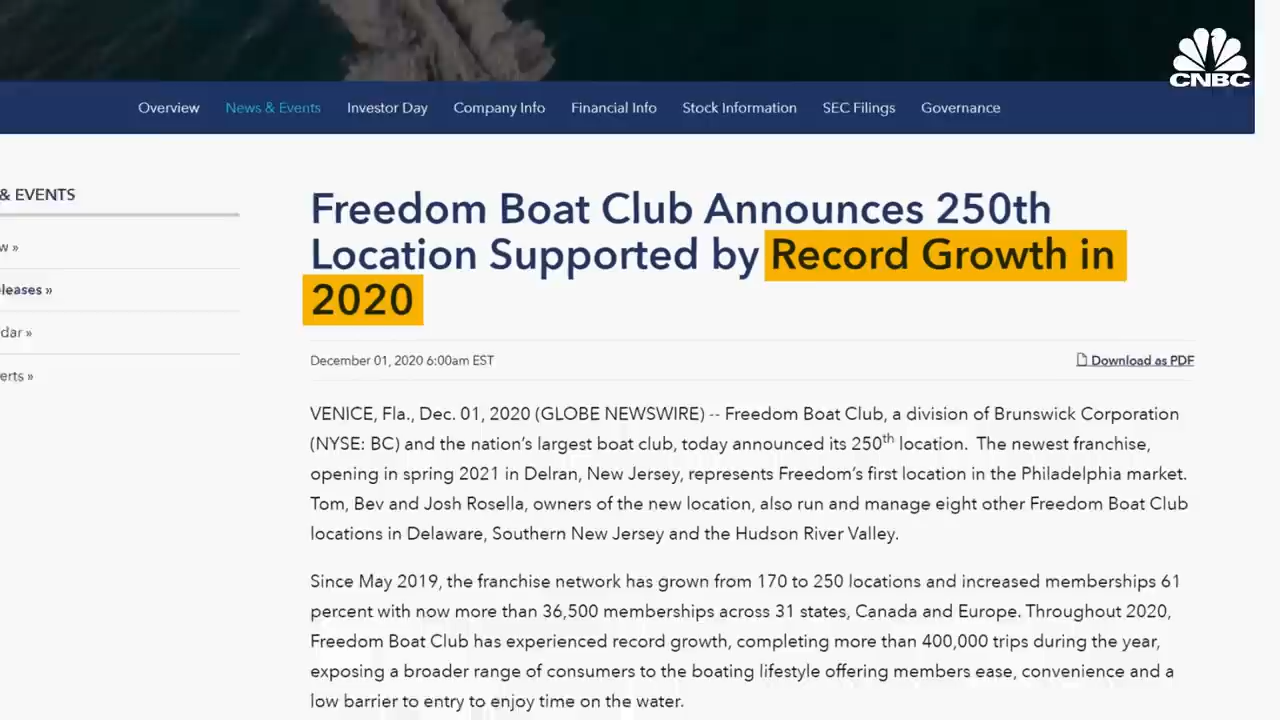 CNBC
Overview News & Events Investor Day Company Info Financial Info Stock Information SEC Filings Governance
& EVENTS
w »
leases »
dar »
erts »
Freedom Boat Club Announces 250th
Location Supported by Record Growth in
2020
December 01, 2020 6:00am EST Download as PDF
VENICE, Fla., Dec. 01, 2020 (GLOBE NEWSWIRE) -- Freedom Boat Club, a division of Brunswick Corporation
(NYSE: BC) and the nation’s largest boat club, today announced its 250th location. The newest franchise,
opening in spring 2021 in Delran, New Jersey, represents Freedom’s first location in the Philadelphia market.
Tom, Bev and Josh Rosella, owners of the new location, also run and manage eight other Freedom Boat Club
locations in Delaware, Southern New Jersey and the Hudson River Valley.
Since May 2019, the franchise network has grown from 170 to 250 locations and increased memberships 61
percent with now more than 36,500 memberships across 31 states, Canada and Europe. Throughout 2020,
Freedom Boat Club has experienced record growth, completing more than 400,000 trips during the year,
exposing a broader range of consumers to the boating lifestyle offering members ease, convenience and a
low barrier to entry to enjoy time on the water.